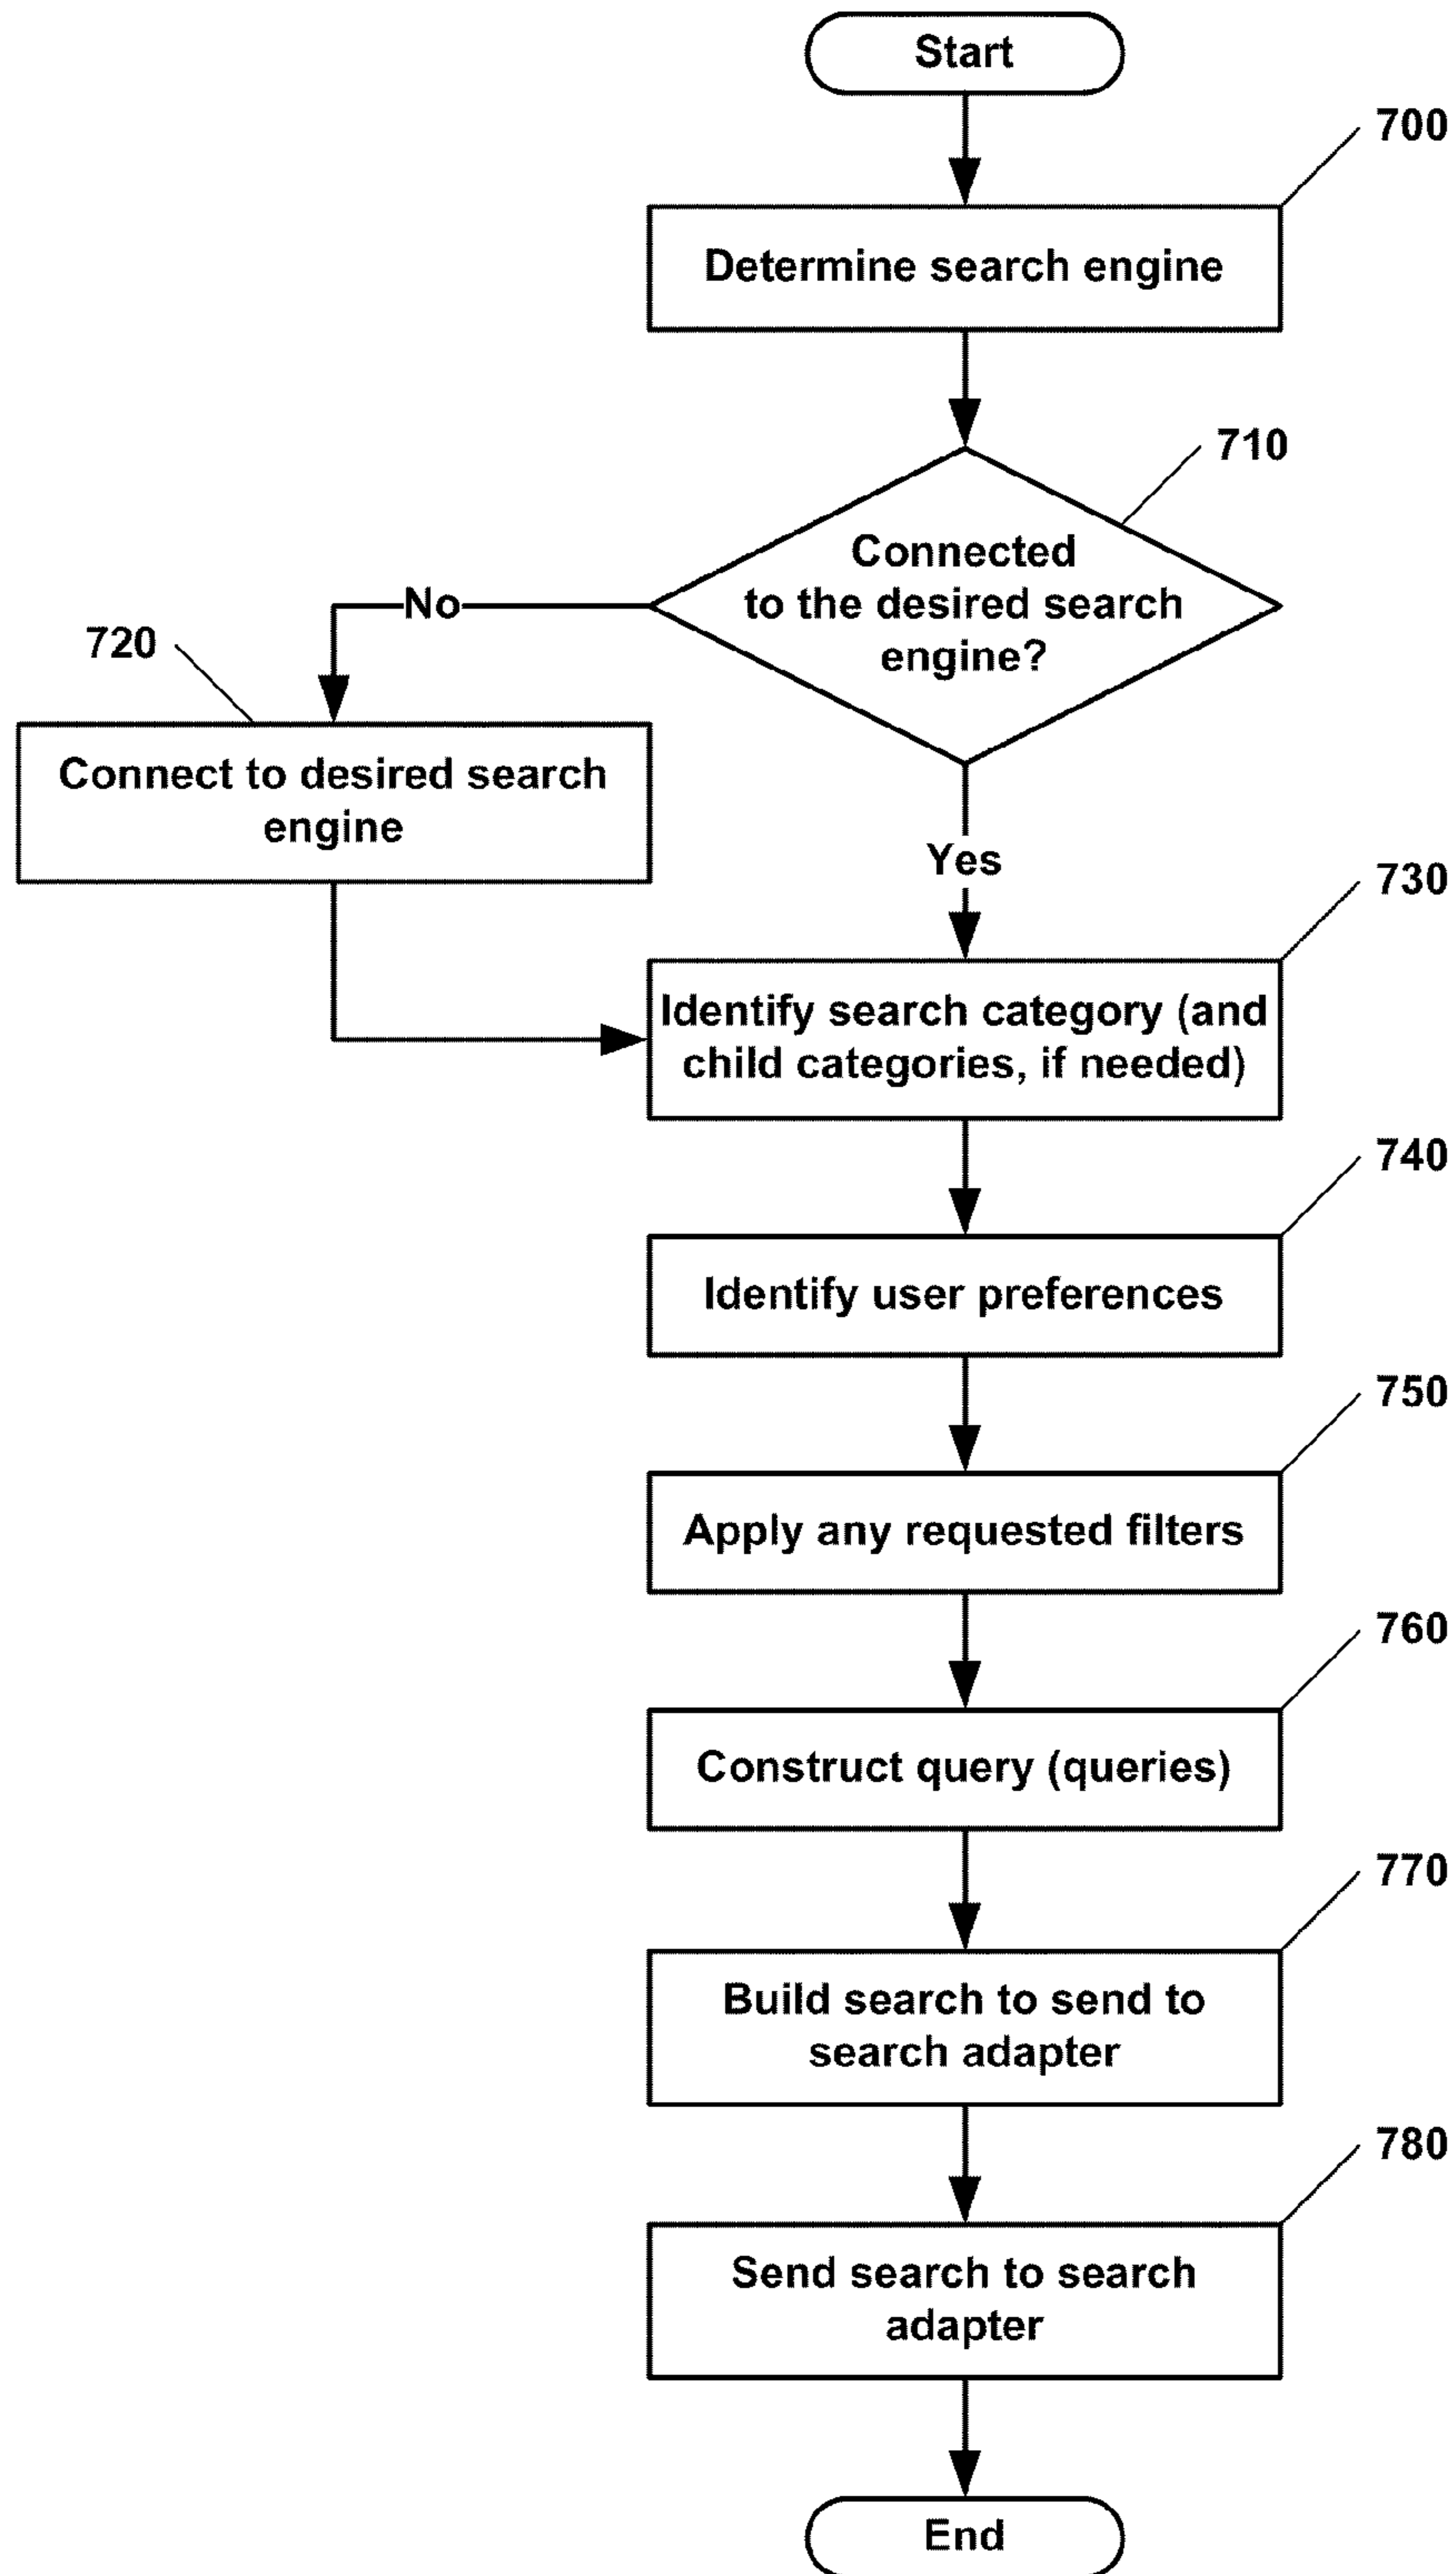 Start
700
Determine search engine
710
Connected
to the desired search
engine?
No
720
Connect to desired search
engine
Yes
730
Identify search category (and
child categories, if needed)
740
Identify user preferences
750
Apply any requested filters
760
Construct query (queries)
770
Build search to send to
search adapter
780
Send search to search
adapter
End